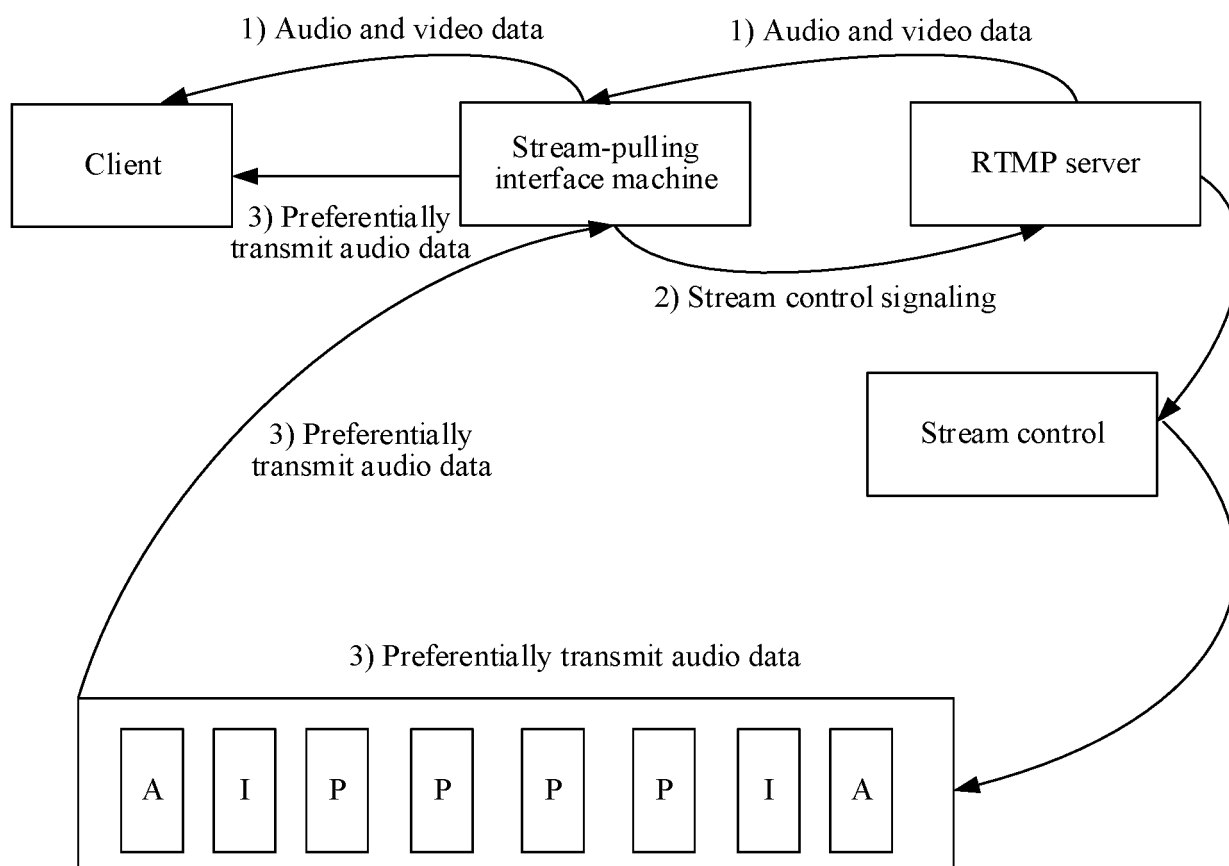 1) Audio and video data
1) Audio and video data
Client
Stream-pulling
interface machine
RTMP server
3) Preferentially
transmit audio data
2) Stream control signaling
Stream control
3) Preferentially
transmit audio data
3) Preferentially transmit audio data
A
I
P
P
P
P
I
A